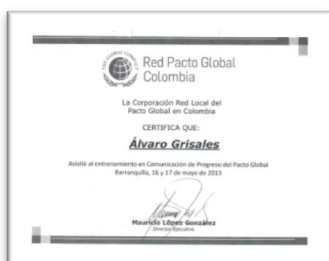 Red Pacto Global
Colombia
La Corporación Red Local del
Pacto Global en Colombia
CERTIFICA QUE:
Álvaro Grisales
Asistió al entrenamiento en Comunicación de Progreso del Pacto Global
Barranquilla, 16 y 17 de mayo de 2013
Mauricio López González
Director Ejecutivo